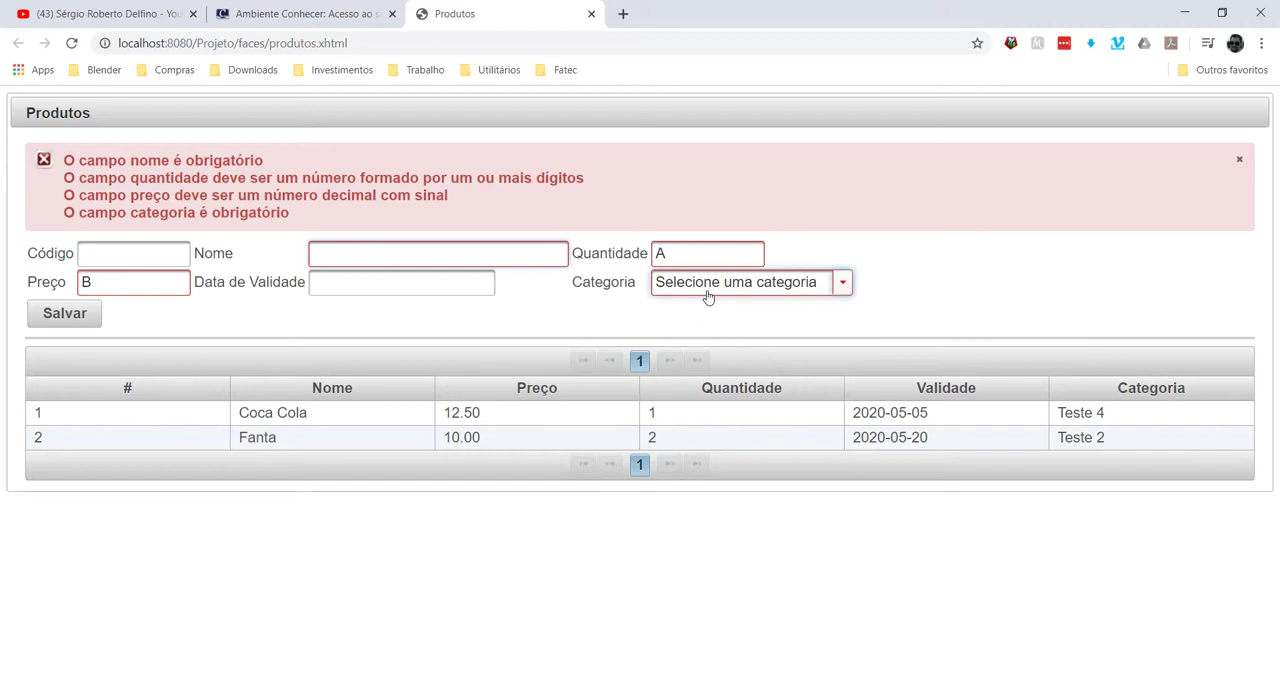 (43) Sérgio Roberto Delfino - You
Ambiente Conhecer: Acesso ao s
Produtos
localhost:8080/Projeto/faces/produtos.xhtml
Apps
Blender
Compras
Downloads
Investimentos
Trabalho
Utilitários
Fatec
Outros favoritos
Produtos
O campo nome é obrigatório
O campo quantidade deve ser um número formado por um ou mais dígitos
O campo preço deve ser um número decimal com sinal
O campo categoria é obrigatório
Código Nome Quantidade A
Preço B Data de Validade Categoria Selecione uma categoria
Salvar
1
# Nome Preço Quantidade Validade Categoria
1 Coca Cola 12.50 1 2020-05-05 Teste 4
2 Fanta 10.00 2 2020-05-20 Teste 2
1